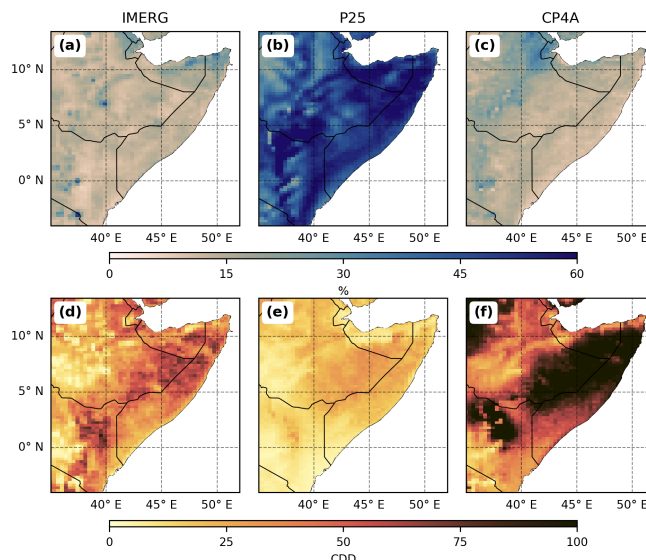 IMERG P25 CP4A
(a) (b) (c)
10° N
5° N
0° N
40° E 45° E 50° E 40° E 45° E 50° E 40° E 45° E 50° E
0 15 30 45 60
%
(d) (e) (f)
10° N
5° N
0° N
40° E 45° E 50° E 40° E 45° E 50° E 40° E 45° E 50° E
0 25 50 75 100
CDD